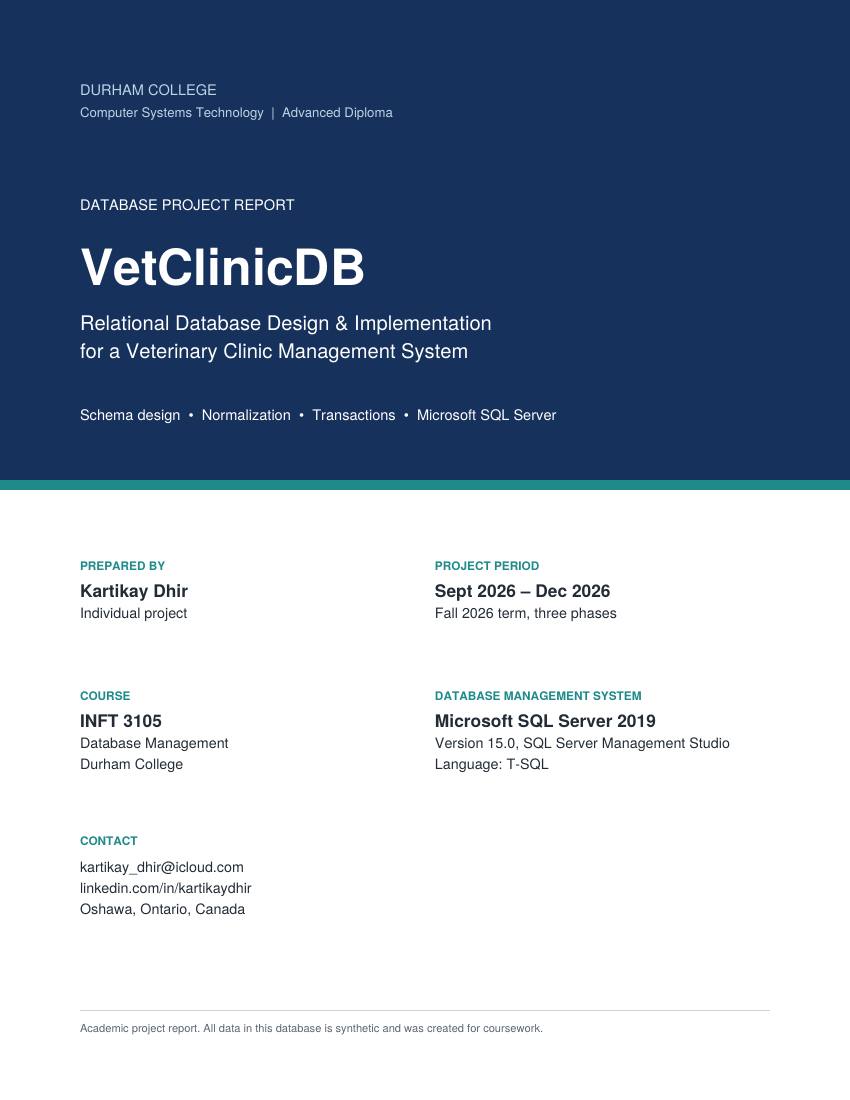 DURHAM COLLEGE
Computer Systems Technology | Advanced Diploma
DATABASE PROJECT REPORT
VetClinicDB
Relational Database Design & Implementation
for a Veterinary Clinic Management System
Schema design • Normalization • Transactions • Microsoft SQL Server
PREPARED BY
Kartikay Dhir
Individual project
PROJECT PERIOD
Sept 2026 – Dec 2026
Fall 2026 term, three phases
COURSE
INFT 3105
Database Management
Durham College
DATABASE MANAGEMENT SYSTEM
Microsoft SQL Server 2019
Version 15.0, SQL Server Management Studio
Language: T-SQL
CONTACT
kartikay_dhir@icloud.com
linkedin.com/in/kartikaydhir
Oshawa, Ontario, Canada
Academic project report. All data in this database is synthetic and was created for coursework.